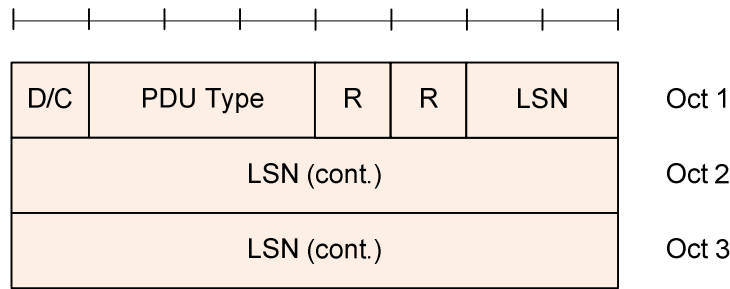 D/C PDU Type R R LSN Oct 1
LSN (cont.) Oct 2
LSN (cont.) Oct 3